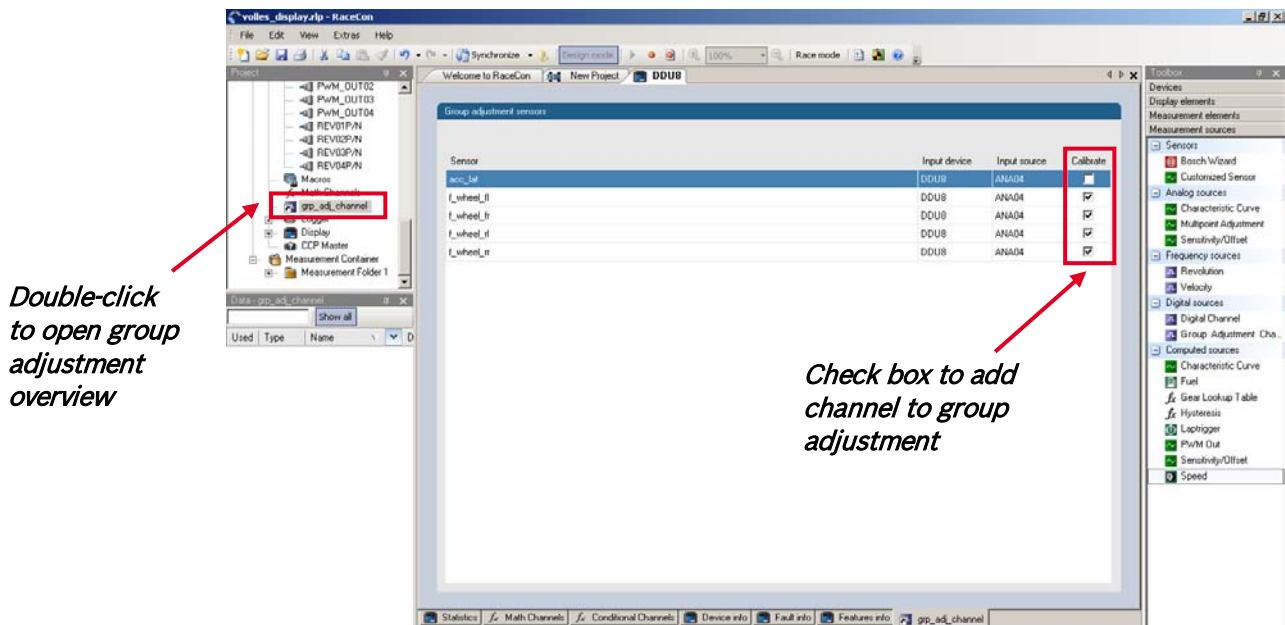 volles_display.rlp - RaceCon
File Edit View Extras Help
Synchronize Design mode 100% Race mode
Project
PWM_OUT02
PWM_OUT03
PWM_OUT04
REV01P/N
REV02P/N
REV03P/N
REV04P/N
Macros
Math Channels
grp_adj_channel
Logger
Display
CCP Master
Measurement Container
Measurement Folder 1
Data - grp_adj_channel
Show all
Used Type Name D
Double-click
to open group
adjustment
overview
Welcome to RaceCon New Project DDU8
Group adjustment sensors
Sensor Input device Input source Calibrate
acc_lat DDU8 ANA04
f_wheel_fl DDU8 ANA04
f_wheel_fr DDU8 ANA04
f_wheel_rl DDU8 ANA04
f_wheel_rr DDU8 ANA04
Check box to add
channel to group
adjustment
Statistics Math Channels Conditional Channels Device info Fault info Features info grp_adj_channel
Toolbox
Devices
Display elements
Measurement elements
Measurement sources
Sensors
Bosch Wizard
Customized Sensor
Analog sources
Characteristic Curve
Multipoint Adjustment
Sensitivity/Offset
Frequency sources
Revolution
Velocity
Digital sources
Digital Channel
Group Adjustment Cha...
Computed sources
Characteristic Curve
Fuel
fx Gear Lookup Table
fx Hysteresis
Laptrigger
PWM Out
Sensitivity/Offset
Speed